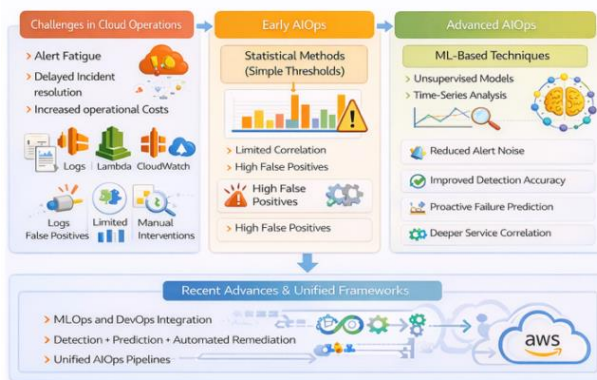 Challenges in Cloud Operations
Alert Fatigue
Delayed Incident
resolution
Increased operational Costs
Logs
Lambda
CloudWatch
Logs
False Positives
Limited
Manual
Interventions
Early AIOps
Statistical Methods
(Simple Thresholds)
Limited Correlation
High False Positives
High False
Positives
High False Positives
Advanced AIOps
ML-Based Techniques
Unsupervised Models
Time-Series Analysis
Reduced Alert Noise
Improved Detection Accuracy
Proactive Failure Prediction
Deeper Service Correlation
Recent Advances & Unified Frameworks
MLOps and DevOps Integration
Detection + Prediction + Automated Remediation
Unified AIOps Pipelines
aws